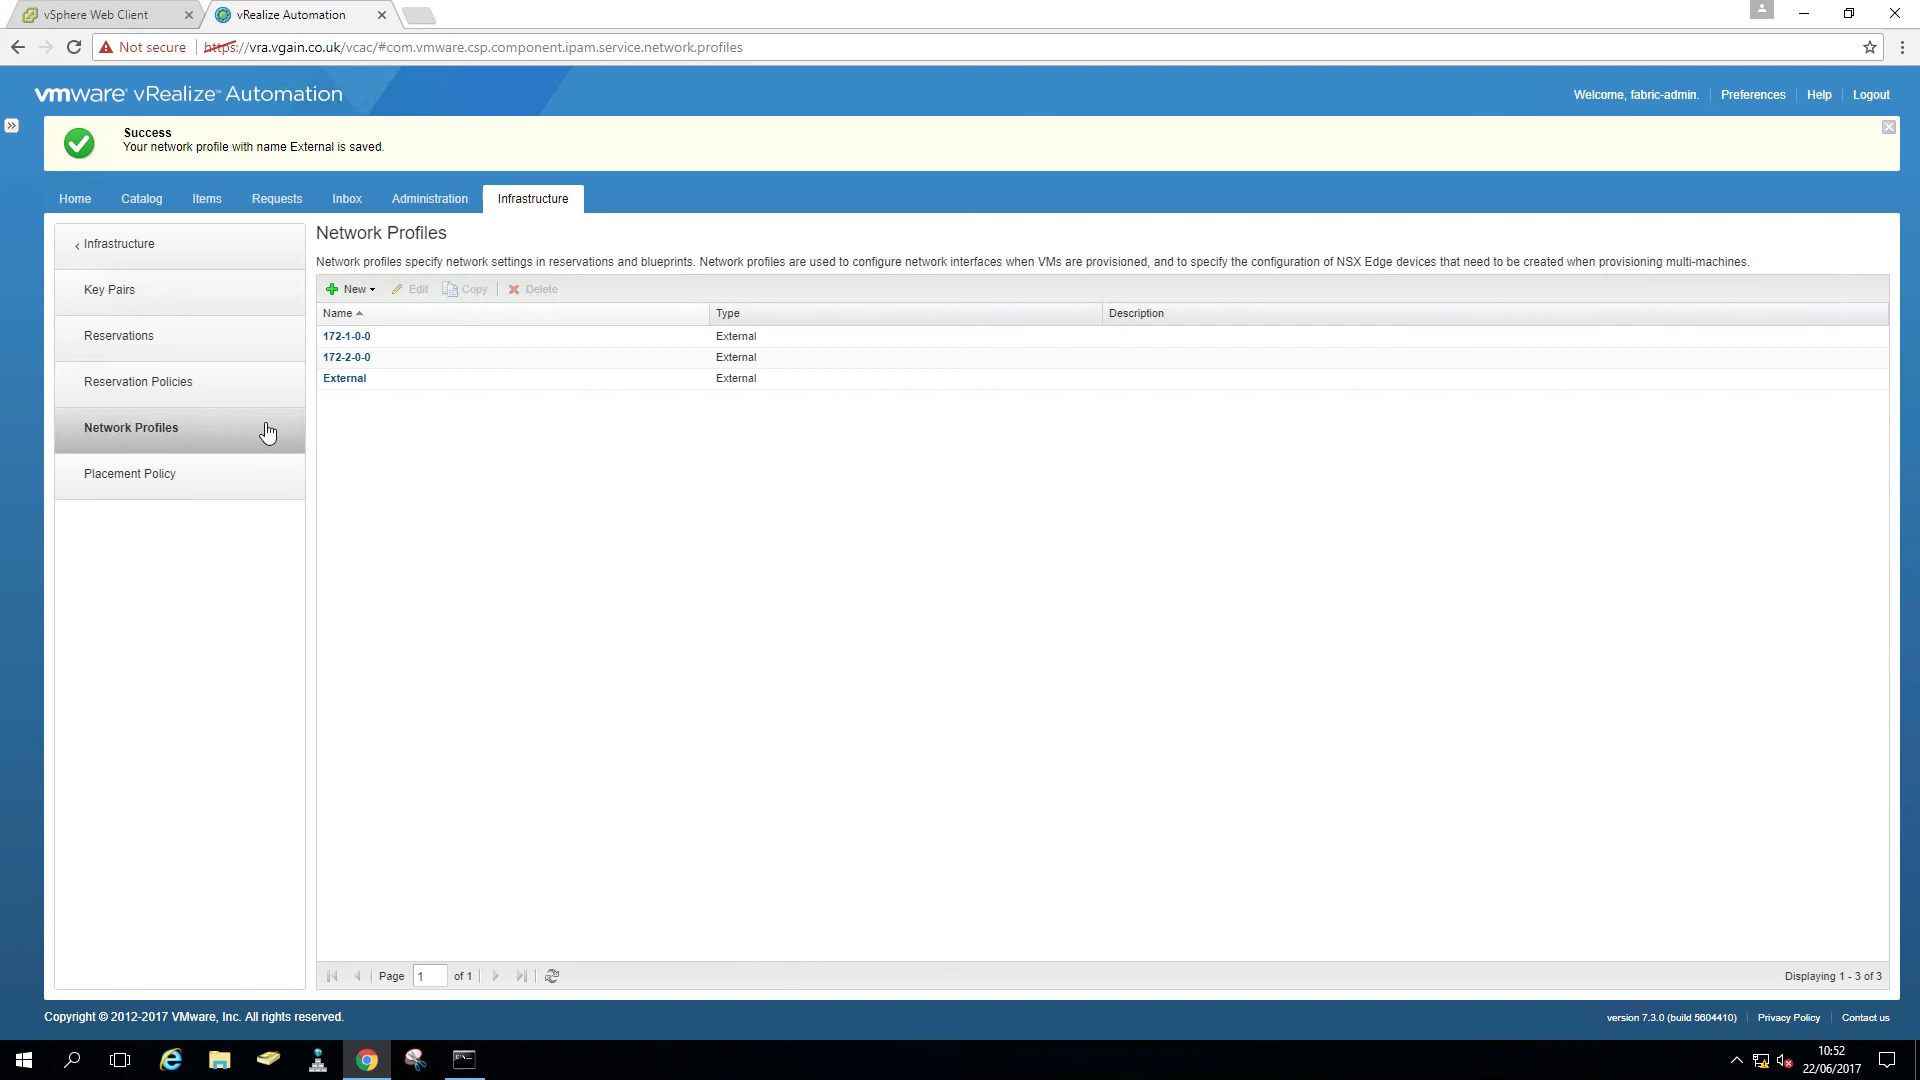 vSphere Web Client
vRealize Automation
Not secure
https://vra.vgain.co.uk/vcac/#com.vmware.csp.component.ipam.service.network.profiles
vmware® vRealize™ Automation
Welcome, fabric-admin.
Preferences
Help
Logout
Success
Your network profile with name External is saved.
Home
Catalog
Items
Requests
Inbox
Administration
Infrastructure
Infrastructure
Key Pairs
Reservations
Reservation Policies
Network Profiles
Placement Policy
Network Profiles
Network profiles specify network settings in reservations and blueprints. Network profiles are used to configure network interfaces when VMs are provisioned, and to specify the configuration of NSX Edge devices that need to be created when provisioning multi-machines.
New
Edit
Copy
Delete
Name
Type
Description
172-1-0-0
External
172-2-0-0
External
External
External
Page
1
of 1
Displaying 1 - 3 of 3
Copyright © 2012-2017 VMware, Inc. All rights reserved.
version 7.3.0 (build 5604410)
Privacy Policy
Contact us
10:52
22/06/2017